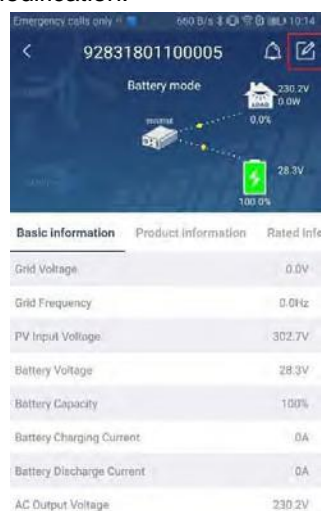 odification.
Emergency calls only
660 B/s
10:14
92831801100005
Battery mode
230.2V
LOAD
0.0W
0.0%
INVERTER
28.3V
100.0%
Basic information Product information Rated Info
Grid Voltage 0.0V
Grid Frequency 0.0Hz
PV Input Voltage 302.7V
Battery Voltage 28.3V
Battery Capacity 100%
Battery Charging Current 0A
Battery Discharge Current 0A
AC Output Voltage 230.2V